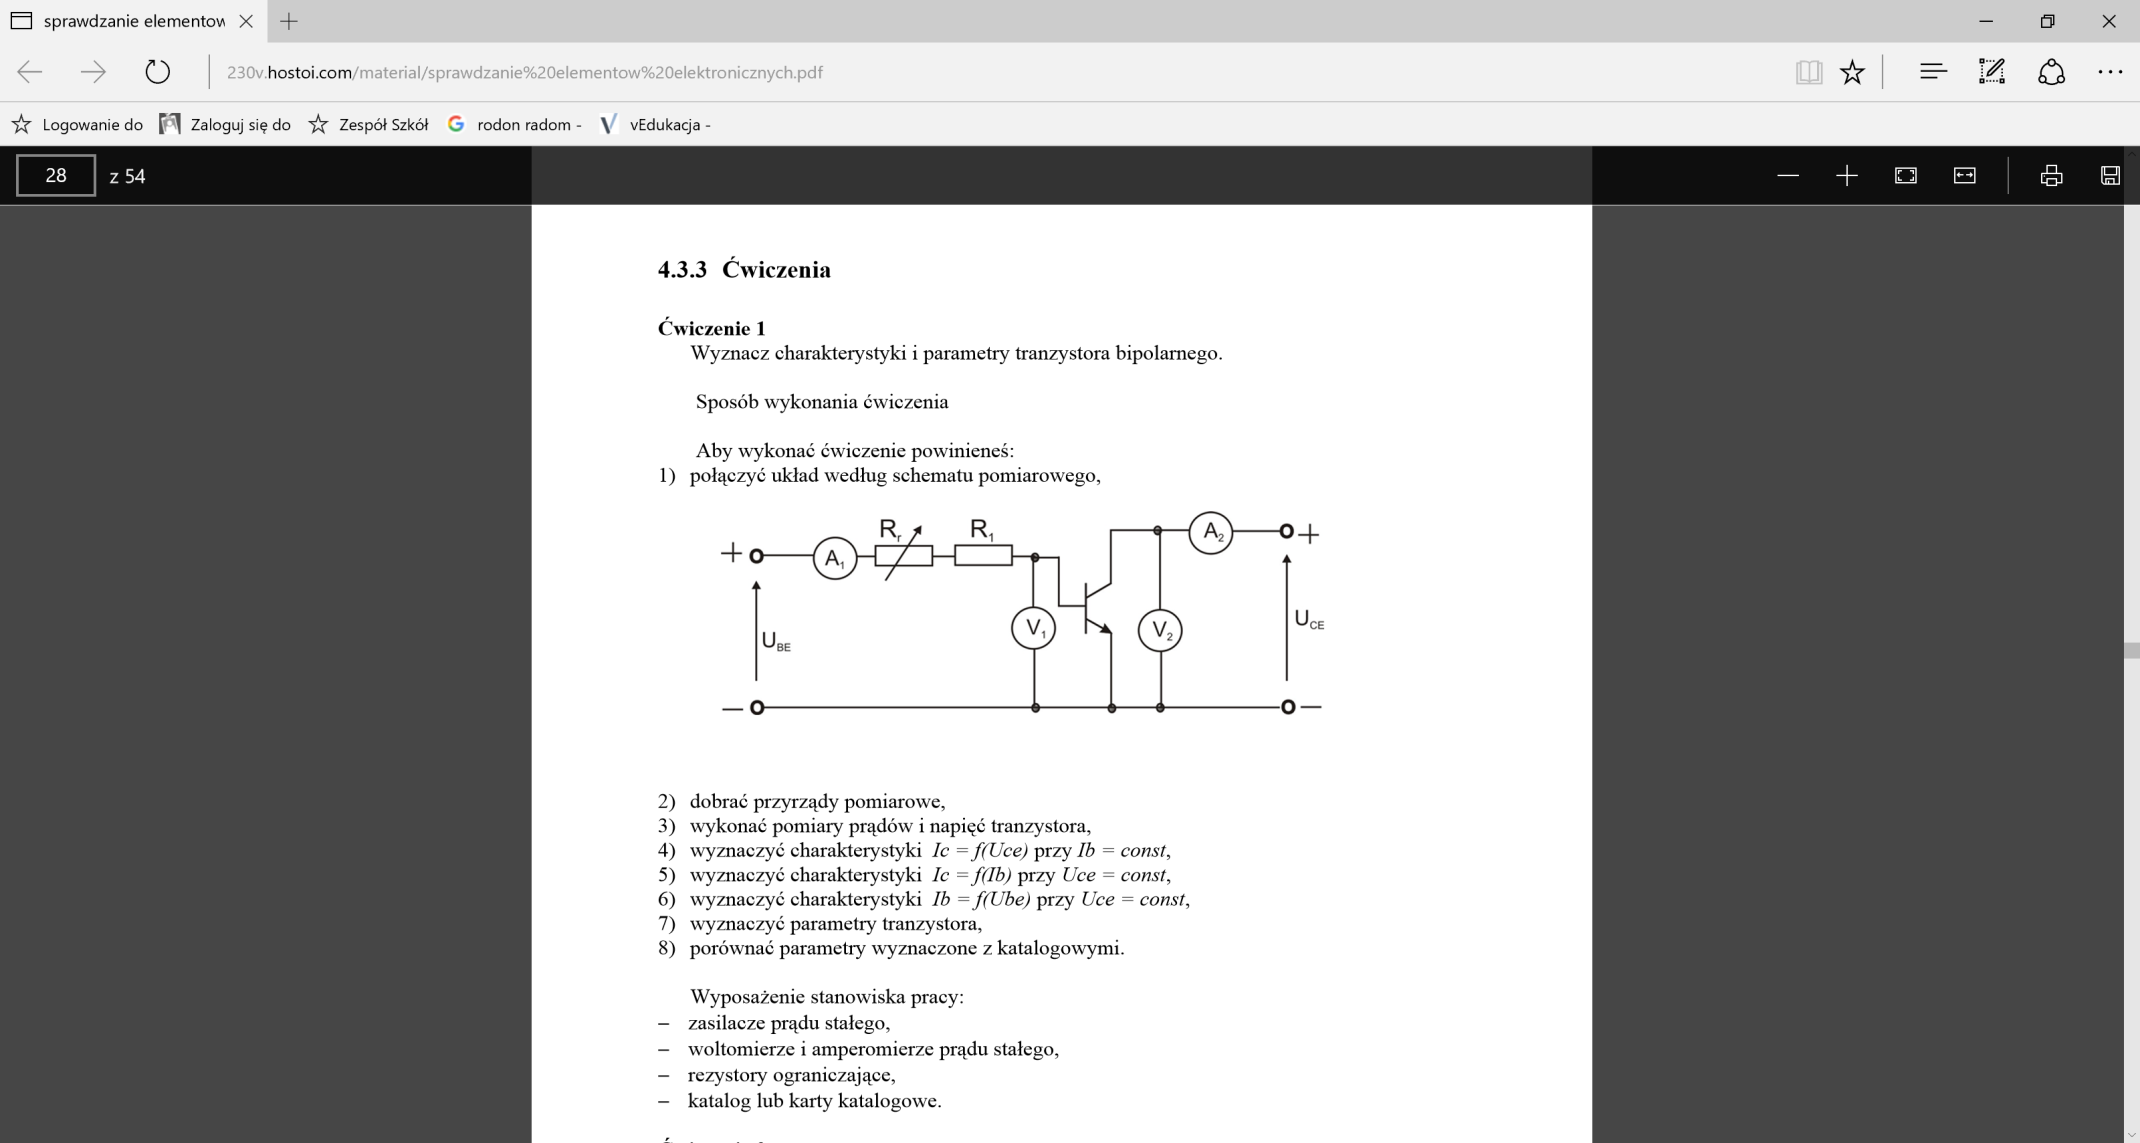 sprawdzanie elementow
230v.hostoi.com/material/sprawdzanie%20elementow%20elektronicznych.pdf
Logowanie do Zaloguj się do Zespół Szkół rodon radom - vEdukacja -
28 z 54
4.3.3 Ćwiczenia
Ćwiczenie 1
Wyznacz charakterystyki i parametry tranzystora bipolarnego.
Sposób wykonania ćwiczenia
Aby wykonać ćwiczenie powinieneś:
1) połączyć układ według schematu pomiarowego,
Rr R1 A2 +
+ A1
V1 V2 UCE
UBE
— —
2) dobrać przyrządy pomiarowe,
3) wykonać pomiary prądów i napięć tranzystora,
4) wyznaczyć charakterystyki Ic = f(Uce) przy Ib = const,
5) wyznaczyć charakterystyki Ic = f(Ib) przy Uce = const,
6) wyznaczyć charakterystyki Ib = f(Ube) przy Uce = const,
7) wyznaczyć parametry tranzystora,
8) porównać parametry wyznaczone z katalogowymi.
Wyposażenie stanowiska pracy:
– zasilacze prądu stałego,
– woltomierze i amperomierze prądu stałego,
– rezystory ograniczające,
– katalog lub karty katalogowe.